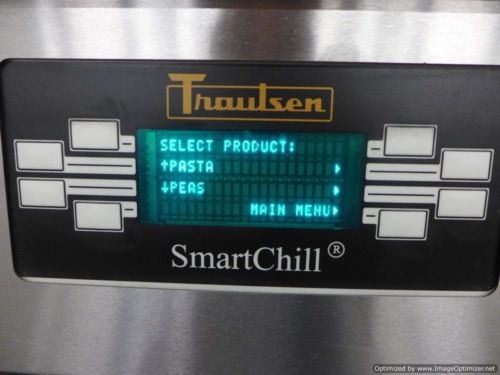 Traulsen
SELECT PRODUCT:
↑PASTA
↓PEAS
MAIN MENU
SmartChill®
Optimized by www.ImageOptimizer.net